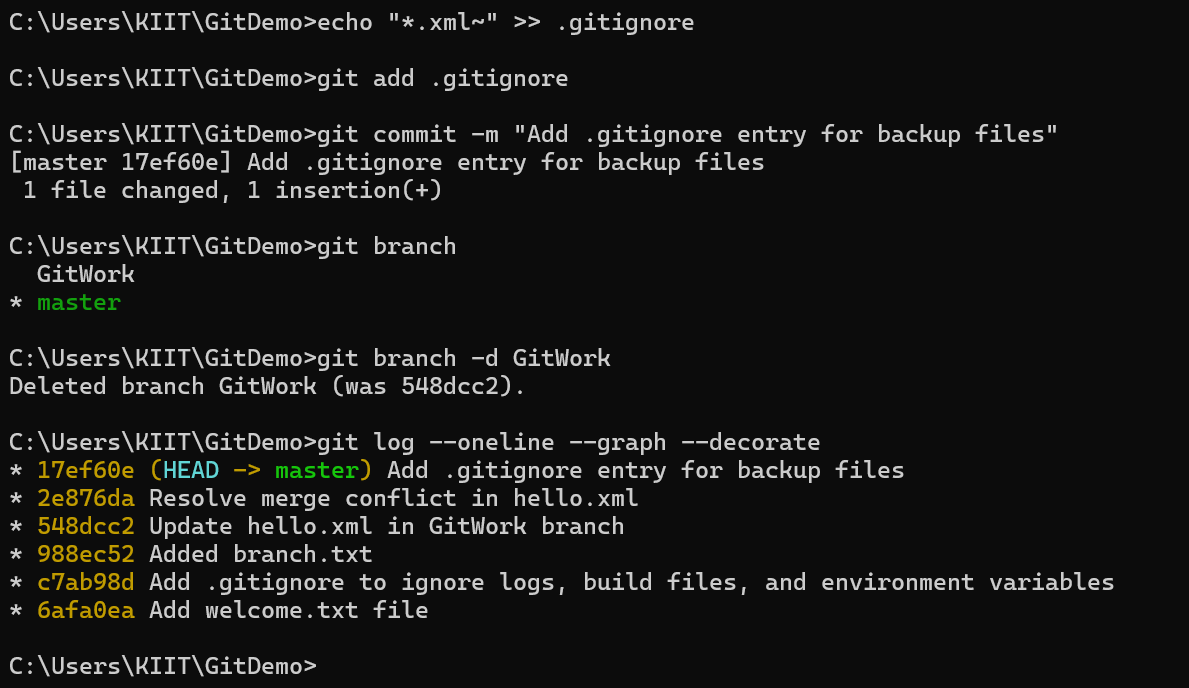 C:\Users\KIIT\GitDemo>echo "*.xml~" >> .gitignore
C:\Users\KIIT\GitDemo>git add .gitignore
C:\Users\KIIT\GitDemo>git commit -m "Add .gitignore entry for backup files"
[master 17ef60e] Add .gitignore entry for backup files
 1 file changed, 1 insertion(+)
C:\Users\KIIT\GitDemo>git branch
  GitWork
* master
C:\Users\KIIT\GitDemo>git branch -d GitWork
Deleted branch GitWork (was 548dcc2).
C:\Users\KIIT\GitDemo>git log --oneline --graph --decorate
* 17ef60e (HEAD -> master) Add .gitignore entry for backup files
* 2e876da Resolve merge conflict in hello.xml
* 548dcc2 Update hello.xml in GitWork branch
* 988ec52 Added branch.txt
* c7ab98d Add .gitignore to ignore logs, build files, and environment variables
* 6afa0ea Add welcome.txt file
C:\Users\KIIT\GitDemo>